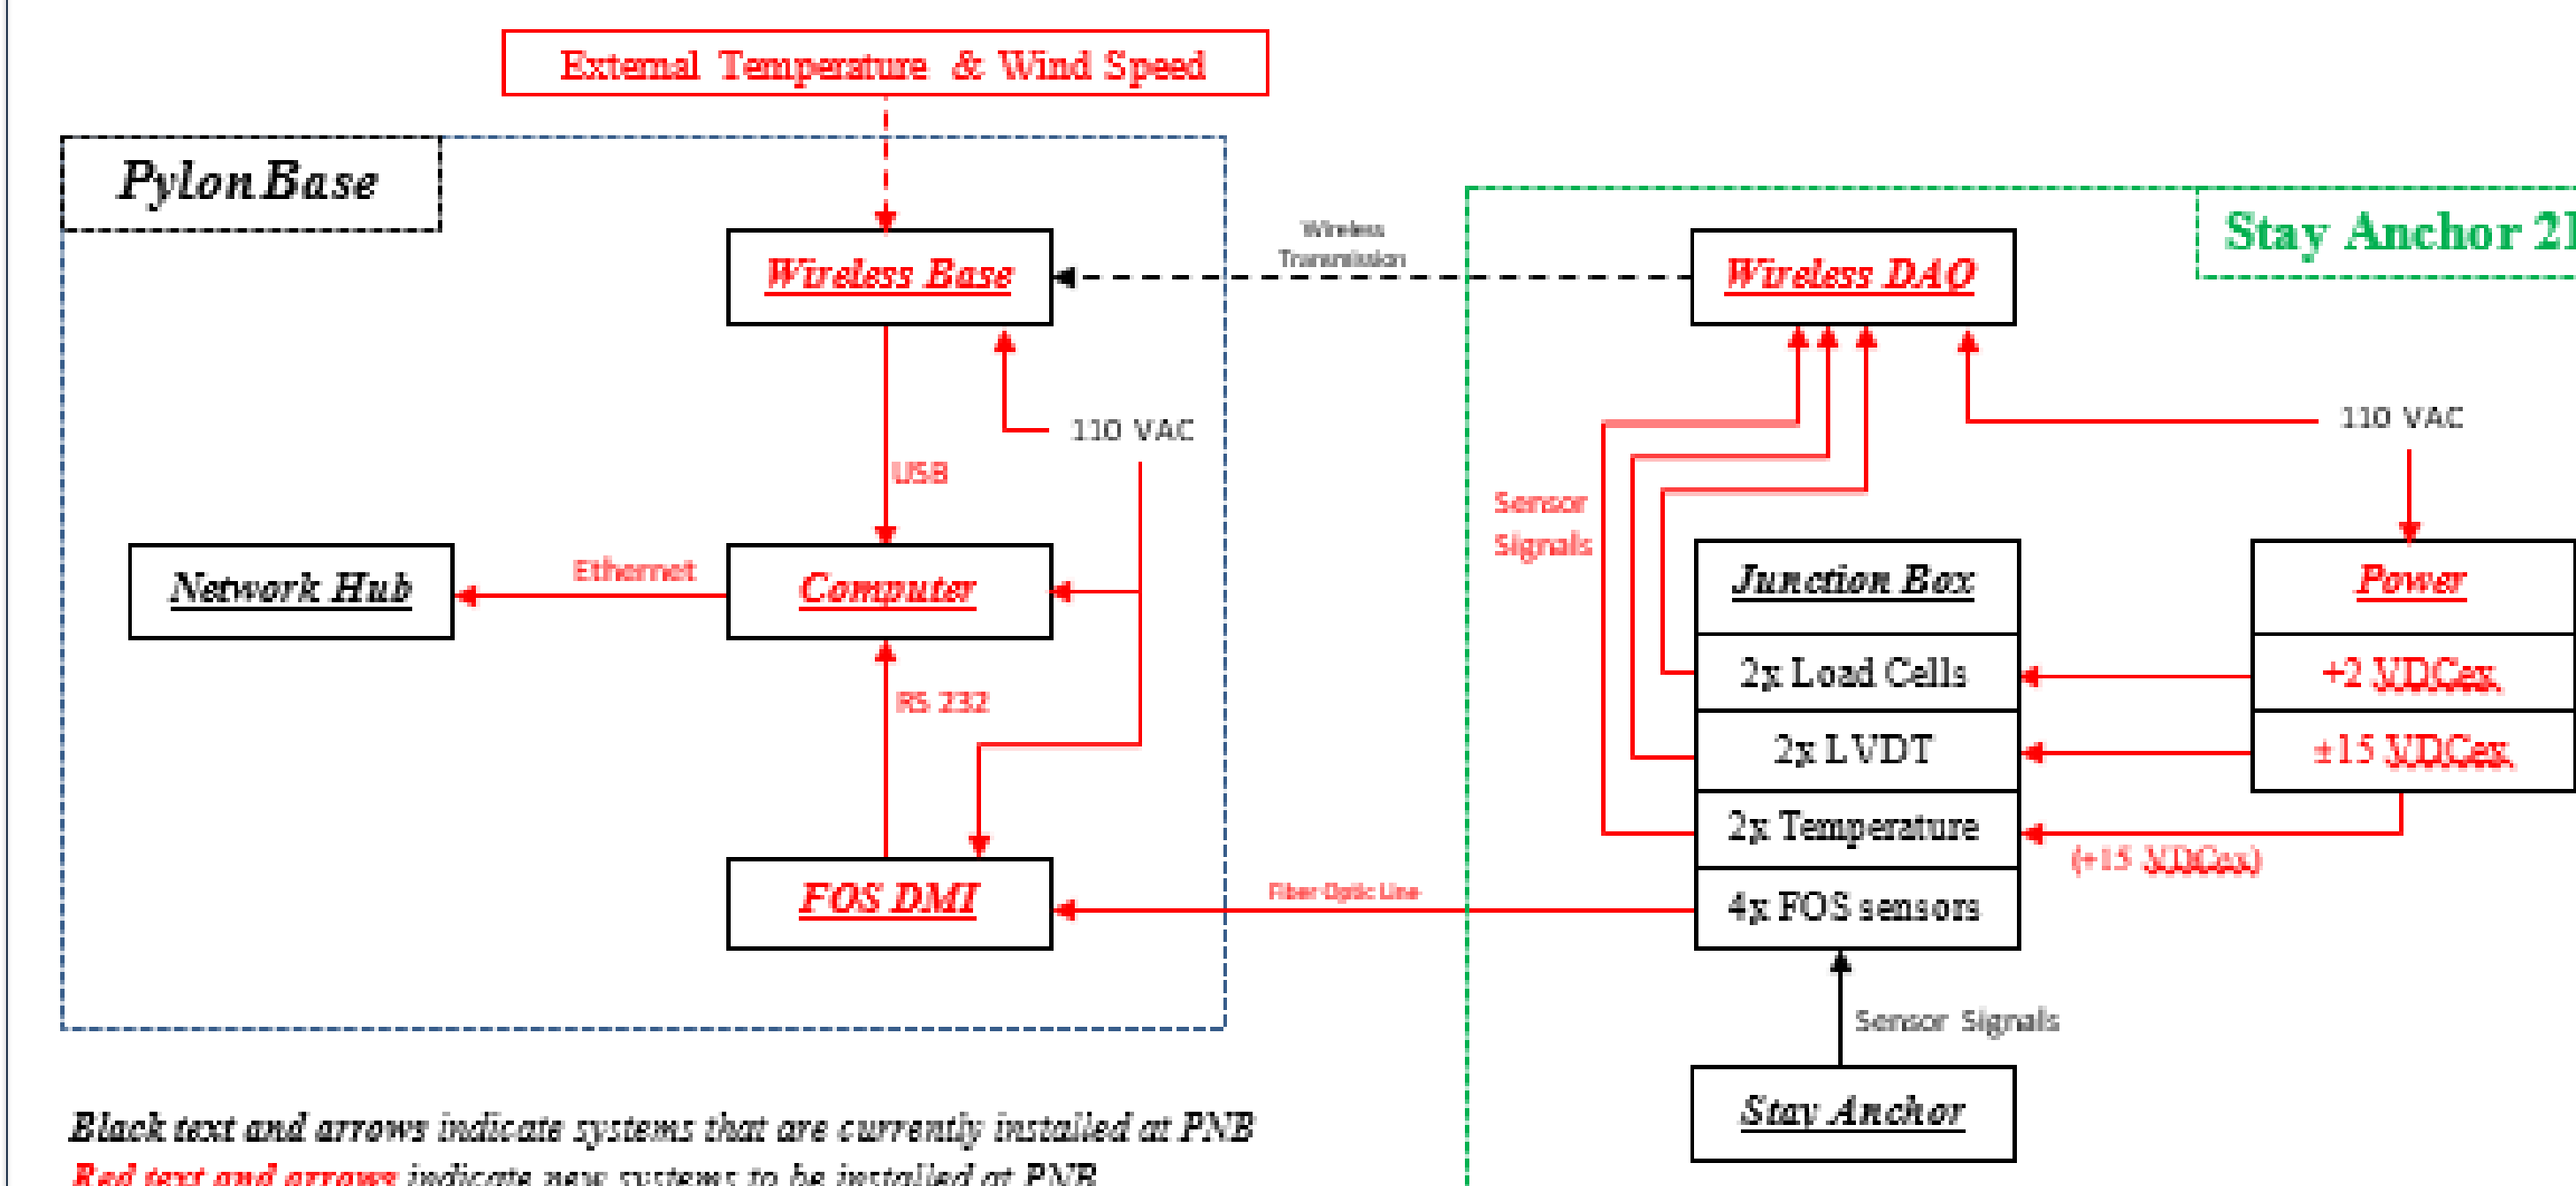 External Temperature & Wind Speed
Pylon Base
Wireless Base
Wireless
Transmission
Wireless DAQ
Stay Anchor
110 VAC
110 VAC
USB
Sensor
Signals
Network Hub
Ethernet
Computer
Junction Box
Power
2x Load Cells
+2 VDCex
RS 232
2x LVDT
±15 VDCex
2x Temperature
(+15 VDCex)
FOS DMI
Fiber Optic Line
4x FOS sensors
Sensor Signals
Stay Anchor
Black text and arrows indicate systems that are currently installed at PNB
Red text and arrows indicate new systems to be installed at PNB